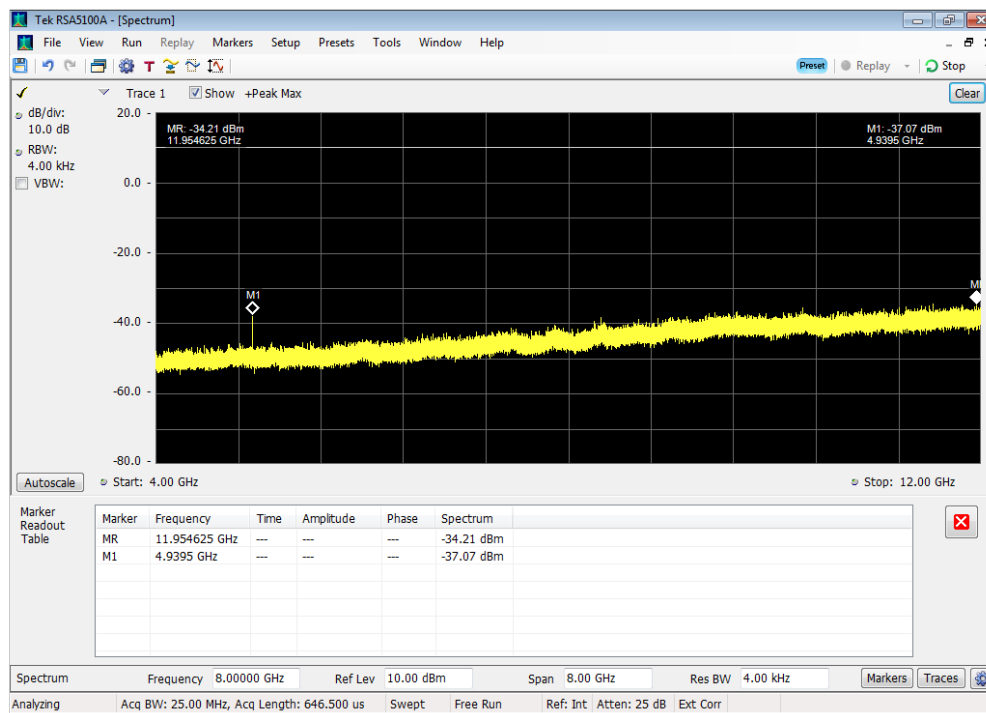 Tek RSA5100A - [Spectrum]
File View Run Replay Markers Setup Presets Tools Window Help
T Preset Replay Stop
Trace 1 Show +Peak Max Clear
dB/div:
10.0 dB
RBW:
4.00 kHz
VBW:
20.0 -
0.0 -
-20.0 -
-40.0 -
-60.0 -
-80.0 -
MR: -34.21 dBm
11.954625 GHz
M1: -37.07 dBm
4.9395 GHz
M1
Autoscale Start: 4.00 GHz Stop: 12.00 GHz
Marker
Readout
Table
Marker Frequency Time Amplitude Phase Spectrum
MR 11.954625 GHz --- --- --- -34.21 dBm
M1 4.9395 GHz --- --- --- -37.07 dBm
Spectrum Frequency 8.00000 GHz Ref Lev 10.00 dBm Span 8.00 GHz Res BW 4.00 kHz Markers Traces
Analyzing Acq BW: 25.00 MHz, Acq Length: 646.500 us Swept Free Run Ref: Int Atten: 25 dB Ext Corr